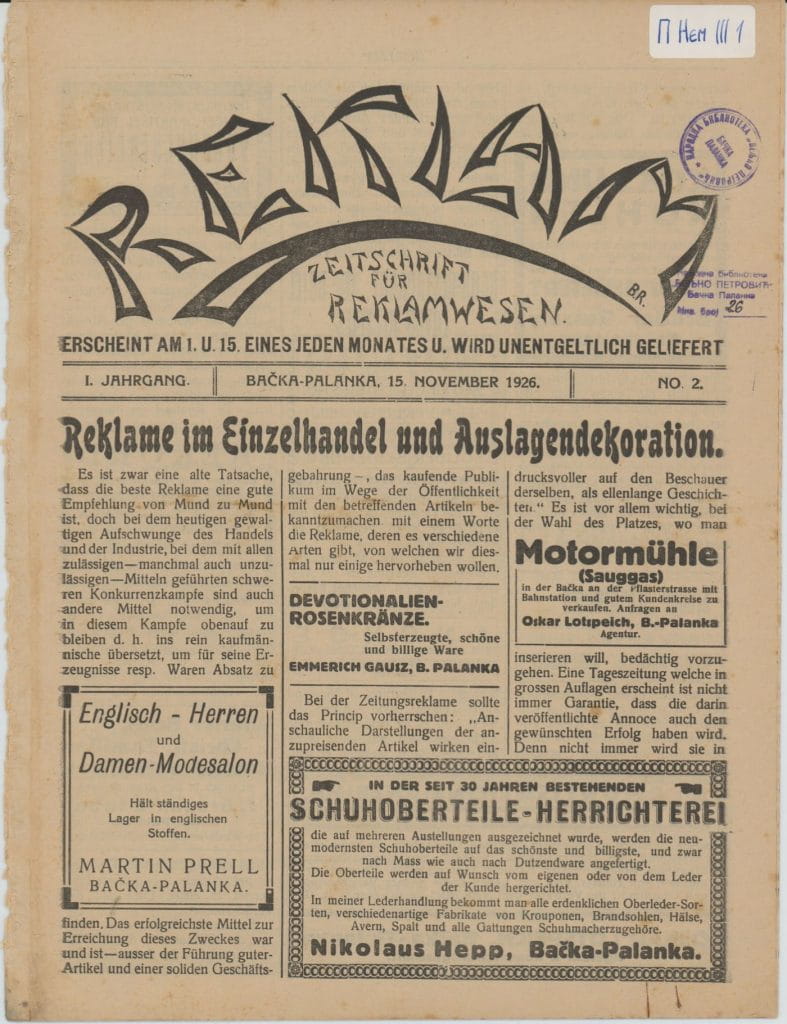 П Нем III 1
REKLAM
ZEITSCHRIFT
FÜR
REKLAMWESEN.
B.R.
НАРОДНА БИБЛИОТЕКА
БАЧКА
ПАЛАНКА
Библиотека
ПЕТРОВИЋ
Бачка Паланка
Инв. број 26
ERSCHEINT AM 1. U. 15. EINES JEDEN MONATES U. WIRD UNENTGELTLICH GELIEFERT
I. JAHRGANG. BAČKA-PALANKA, 15. NOVEMBER 1926. NO. 2.
Reklame im Einzelhandel und Auslagendekoration.
Es ist zwar eine alte Tatsache,
dass die beste Reklame eine gute
Empfehlung von Mund zu Mund
ist, doch bei dem heutigen gewal-
tigen Aufschwunge des Handels
und der Industrie, bei dem mit allen
zulässigen—manchmal auch unzu-
lässigen—Mitteln geführten schwe-
ren Konkurrenzkampfe sind auch
andere Mittel notwendig, um
in diesem Kampfe obenauf zu
bleiben d. h. ins rein kaufmän-
nische übersetzt, um für seine Er-
zeugnisse resp. Waren Absatz zu
Englisch - Herren
und
Damen-Modesalon
Hält ständiges
Lager in englischen
Stoffen.
MARTIN PRELL
BAČKA-PALANKA.
finden. Das erfolgreichste Mittel zur
Erreichung dieses Zweckes war
und ist—ausser der Führung guter-
Artikel und einer soliden Geschäfts-
gebahrung –, das kaufende Publi-
kum im Wege der Öffentlichkeit
mit den betreffenden Artikeln be-
kanntzumachen mit einem Worte
die Reklame, deren es verschiedene
Arten gibt, von welchen wir dies-
mal nur einige hervorheben wollen.
DEVOTIONALIEN-
ROSENKRÄNZE.
Selbsferzeugte, schöne
und billige Ware
EMMERICH GAUSZ, B. PALANKA
Bei der Zeitungsreklame sollte
das Princip vorherrschen: „An-
schauliche Darstellungen der an-
zupreisenden Artikel wirken ein-
drucksvoller auf den Beschauer
derselben, als ellenlange Geschich-
ten.“ Es ist vor allem wichtig, bei
der Wahl des Platzes, wo man
Motormühle
(Sauggas)
in der Bačka an der Pflasterstrasse mit
Bahnstation und gutem Kundenkreise zu
verkaufen. Anfragen an
Oskar Lotspeich, B.-Palanka
Agentur.
inserieren will, bedächtig vorzu-
gehen. Eine Tageszeitung welche in
grossen Auflagen erscheint ist nicht
immer Garantie, dass die darin
veröffentlichte Annoce auch den
gewünschten Erfolg haben wird.
Denn nicht immer wird sie in
IN DER SEIT 30 JAHREN BESTEHENDEN
SCHUHOBERTEILE-HERRICHTEREI
die auf mehreren Austellungen ausgezeichnet wurde, werden die neu-
modernsten Schuhoberteile auf das schönste und billigste, und zwar
nach Mass wie auch nach Dutzendware angefertigt.
Die Oberteile werden auf Wunsch vom eigenen oder von dem Leder
der Kunde hergerichtet.
In meiner Lederhandlung bekommt man alle erdenklichen Oberleder-Sor-
ten, verschiedenartige Fabrikate von Krouponen, Brandsohlen, Hälse,
Avern, Spalt und alle Gattungen Schuhmacherzugehöre.
Nikolaus Hepp, Bačka-Palanka.